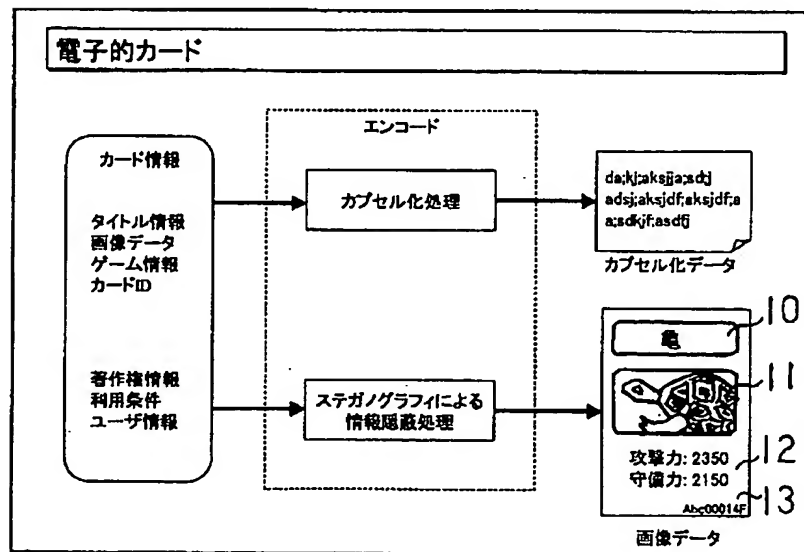 電子的カード
エンコード
カード情報
タイトル情報
画像データ
ゲーム情報
カードID
著作権情報
利用条件
ユーザ情報
カプセル化処理
ステガノグラフィによる
情報隠蔽処理
da;kj;aksjja;sd;j
adsj;aksjdf;aksjdf;a
a;sdkjf;asdfj
カプセル化データ
10
亀
11
攻撃力: 2350
12
守備力: 2150
13
Abc00014F
画像データ